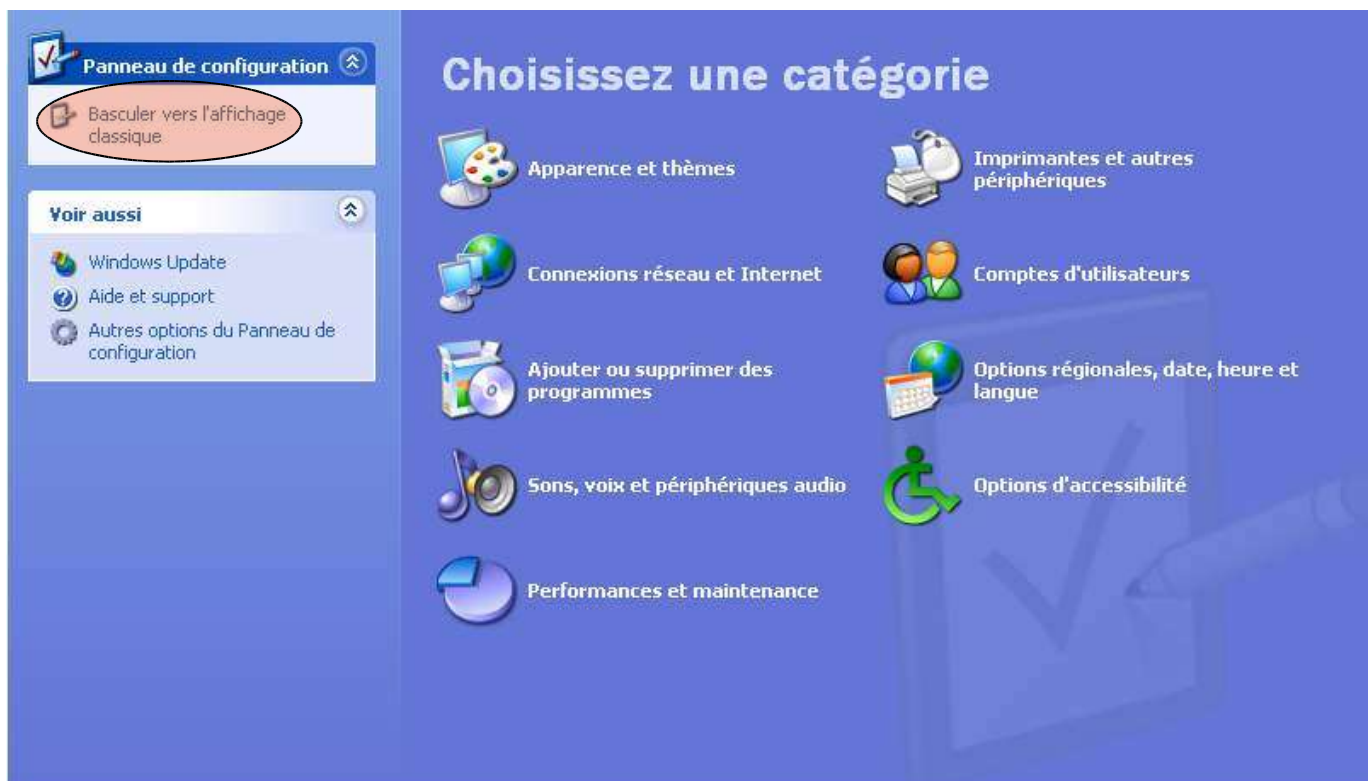 Panneau de configuration
Basculer vers l'affichage
classique
Voir aussi
Windows Update
Aide et support
Autres options du Panneau de
configuration
Choisissez une catégorie
Apparence et thèmes
Imprimantes et autres
périphériques
Connexions réseau et Internet
Comptes d'utilisateurs
Ajouter ou supprimer des
programmes
Options régionales, date, heure et
langue
Sons, voix et périphériques audio
Options d'accessibilité
Performances et maintenance